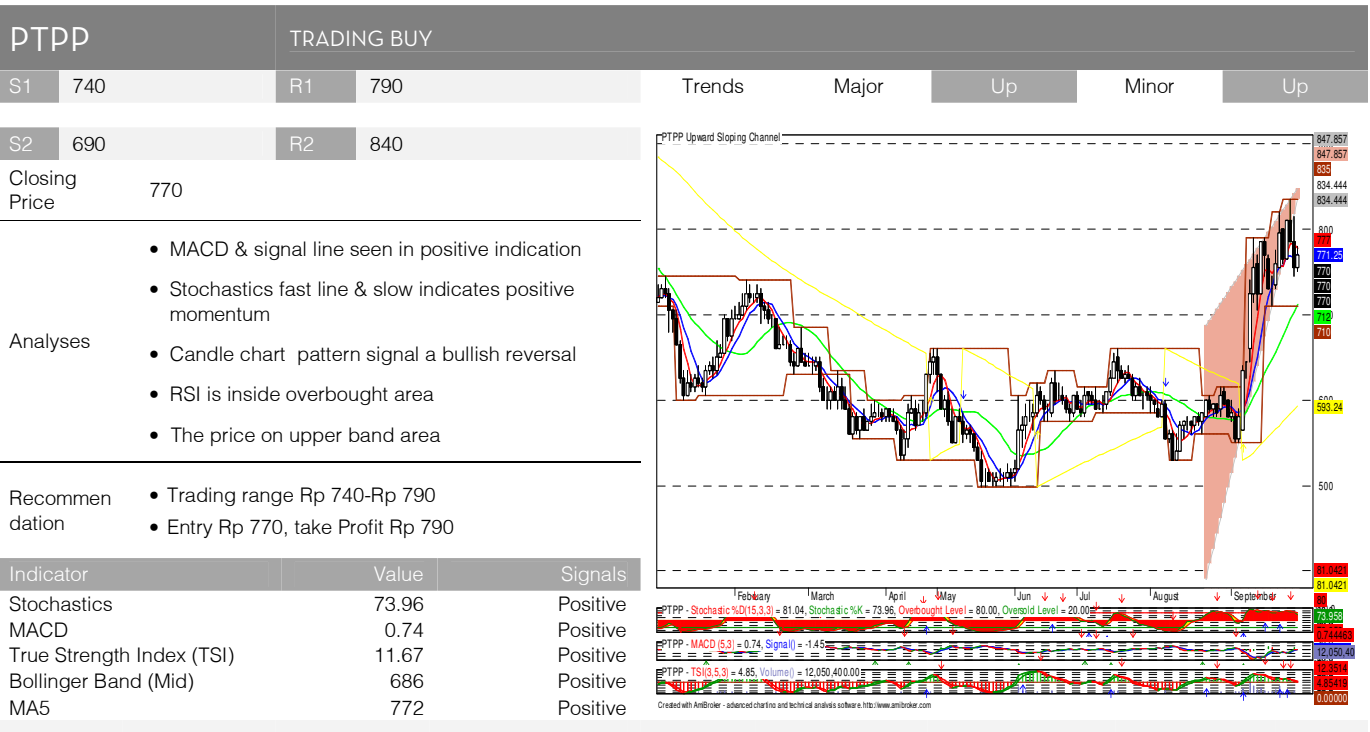 PTPP
TRADING BUY
S1 740 R1 790
S2 690 R2 840
Closing
Price
770
Analyses
• MACD & signal line seen in positive indication
• Stochastics fast line & slow indicates positive
momentum
• Candle chart pattern signal a bullish reversal
• RSI is inside overbought area
• The price on upper band area
Recommen
dation
• Trading range Rp 740-Rp 790
• Entry Rp 770, take Profit Rp 790
Indicator Value Signals
Stochastics 73.96 Positive
MACD 0.74 Positive
True Strength Index (TSI) 11.67 Positive
Bollinger Band (Mid) 686 Positive
MA5 772 Positive
Trends Major Up Minor Up
PTPP Upward Sloping Channel
847.857
847.857
835
834.444
834.444
800
777
771.25
770
770
770
712
710
593.24
500
81.0421
81.0421
80
February March April May Jun Jul August September
PTPP - Stochastic %D(15,3,3) = 81.04, Stochastic %K = 73.96, Overbought Level = 80.00, Oversold Level = 20.00
73.958
PTPP - MACD (5,3) = 0.74, Signal() = -1.45
0.744463
12,050,40
PTPP - TSI(3,5,3) = 4.85, Volume() = 12,050,400.00
12.3514
4.85419
0.00000
Created with AmiBroker - advanced charting and technical analysis software. http://www.amibroker.com